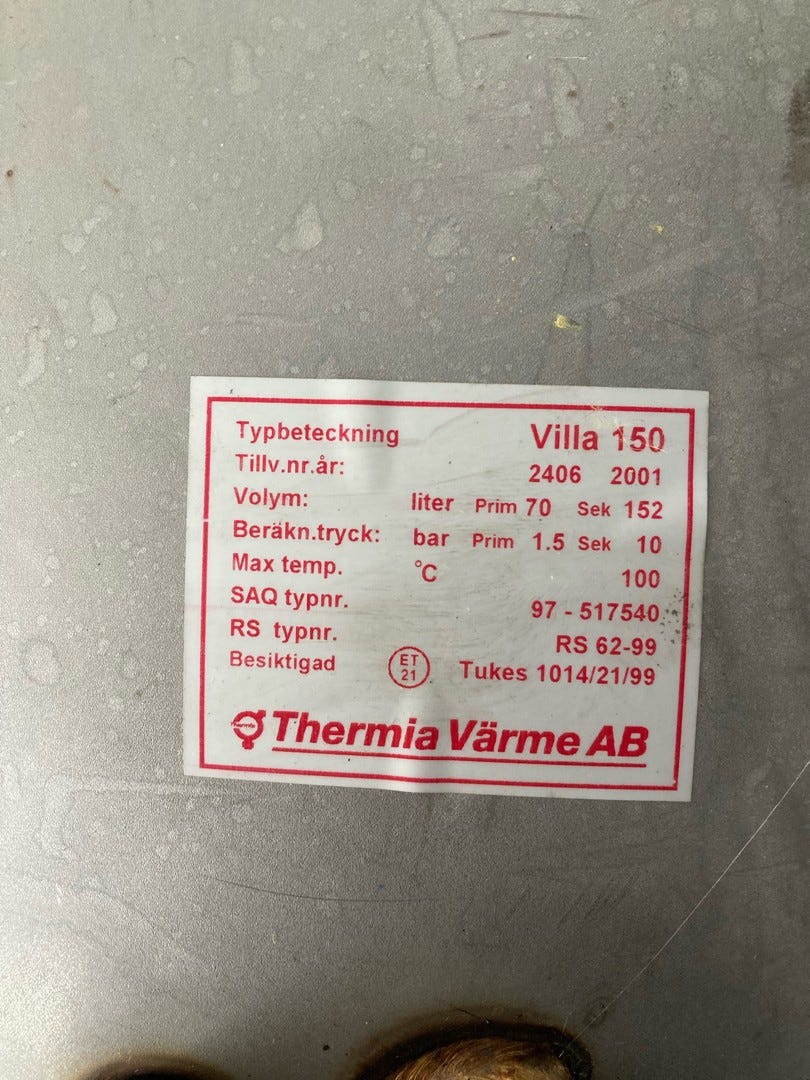 Typbeteckning Villa 150
Tillv.nr.år: 2406 2001
Volym: liter Prim 70 Sek 152
Beräkn.tryck: bar Prim 1.5 Sek 10
Max temp. °C 100
SAQ typnr. 97 - 517540
RS typnr. RS 62-99
Besiktigad ET 21. Tukes 1014/21/99
Thermia Thermia Värme AB